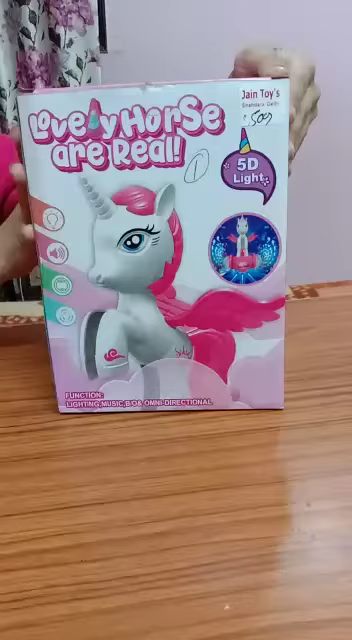 Jain Toy's
Lovely HorSe
are Real!
5D
Light
FUNCTION:
LIGHTING,MUSIC,B/O& OMNI-DIRECTIONAL